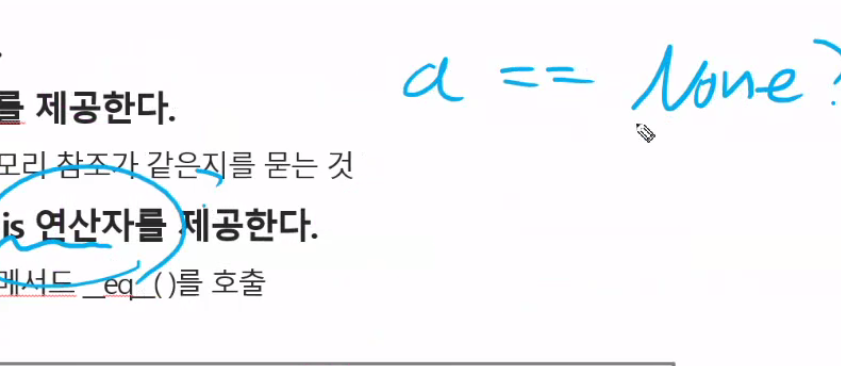 를 제공한다.
a == None?
모리 참조가 같은지를 묻는 것
is 연산자를 제공한다.
메서드 __eq__( )를 호출